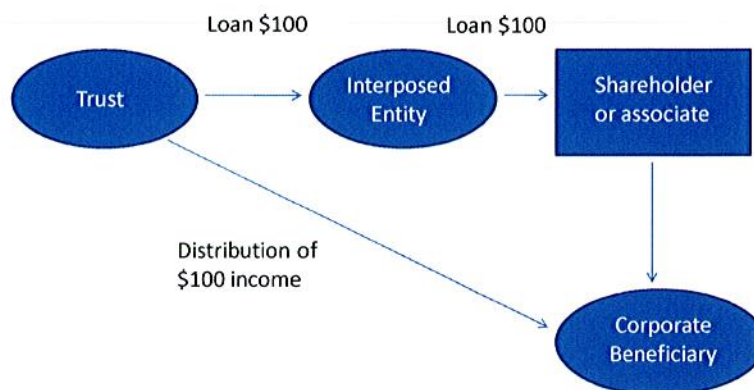 Loan $100
Loan $100
Trust
Interposed
Entity
Shareholder
or associate
Distribution of
$100 income
Corporate
Beneficiary